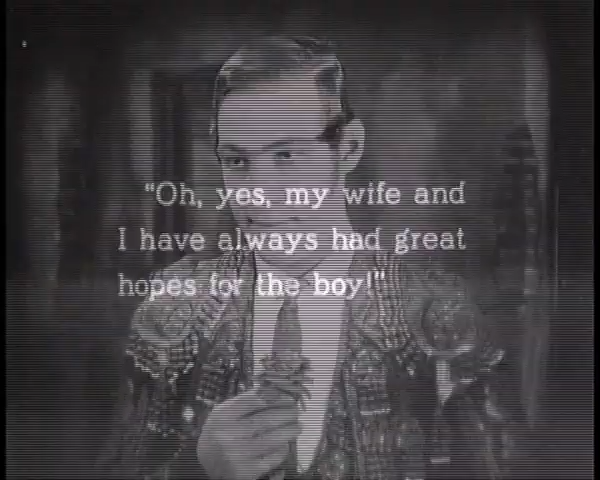 "Oh, yes, my wife and
I have always had great
hopes for the boy!"